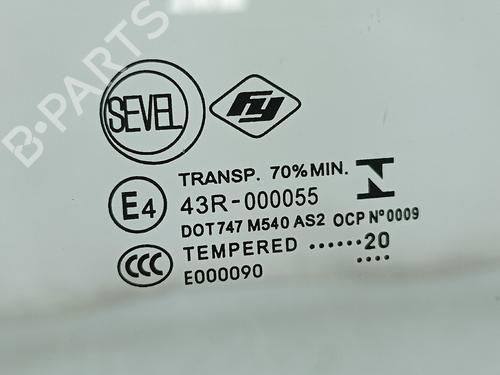 B-PARTS
SEVEL FY
TRANSP. 70% MIN.
E4 43R-000055
DOT747 M540 AS2 OCP N°0009
TEMPERED ......20 ....
CCC E000090